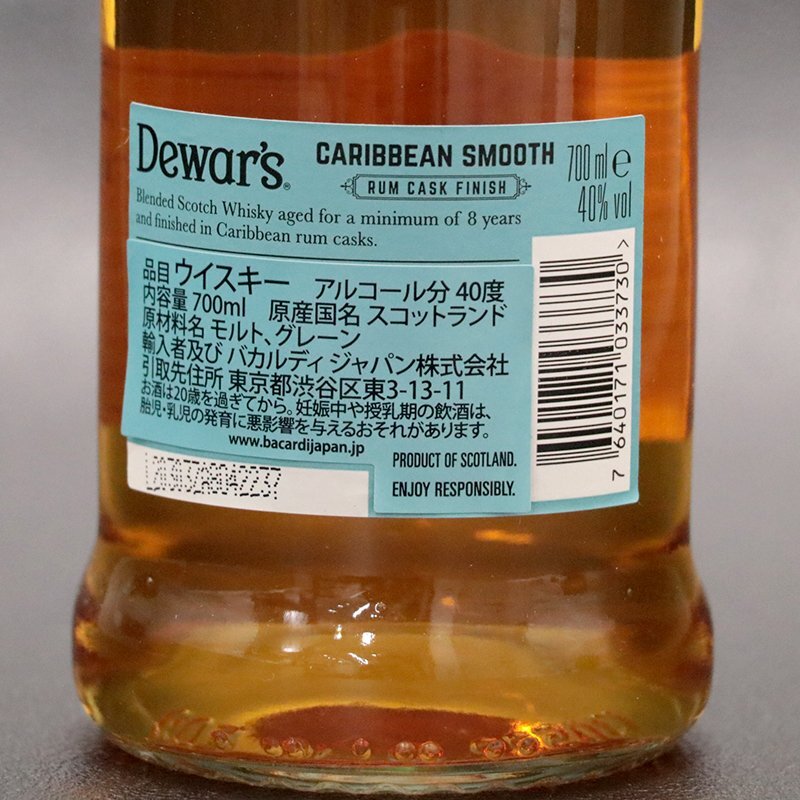 Dewar's®
CARIBBEAN SMOOTH
RUM CASK FINISH
700 ml e
40% vol
Blended Scotch Whisky aged for a minimum of 8 years
and finished in Caribbean rum casks.
品目 ウイスキー アルコール分 40度
内容量 700ml 原産国名 スコットランド
原材料名 モルト、グレーン
輸入者及び バカルディ ジャパン株式会社
引取先住所 東京都渋谷区東3-13-11
お酒は20歳を過ぎてから。妊娠中や授乳期の飲酒は、
胎児・乳児の発育に悪影響を与えるおそれがあります。
www.bacardijapan.jp
PRODUCT OF SCOTLAND.
ENJOY RESPONSIBLY.
7 640171 033730 >